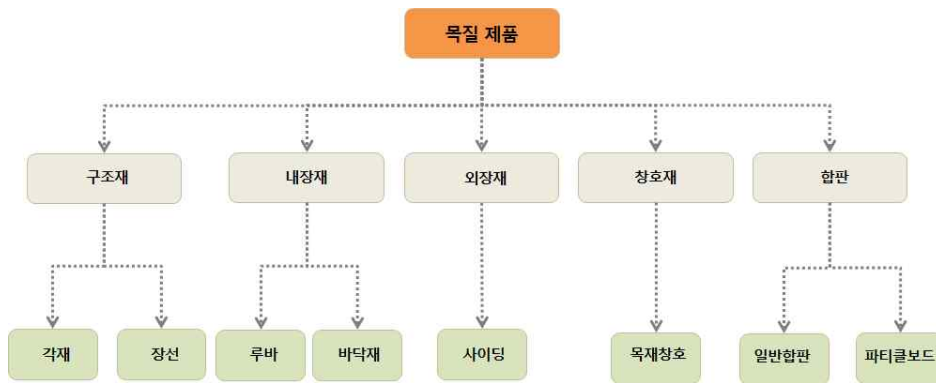 목질 제품
구조재
내장재
외장재
창호재
합판
각재
장선
루바
바닥재
사이딩
목재창호
일반합판
파티클보드